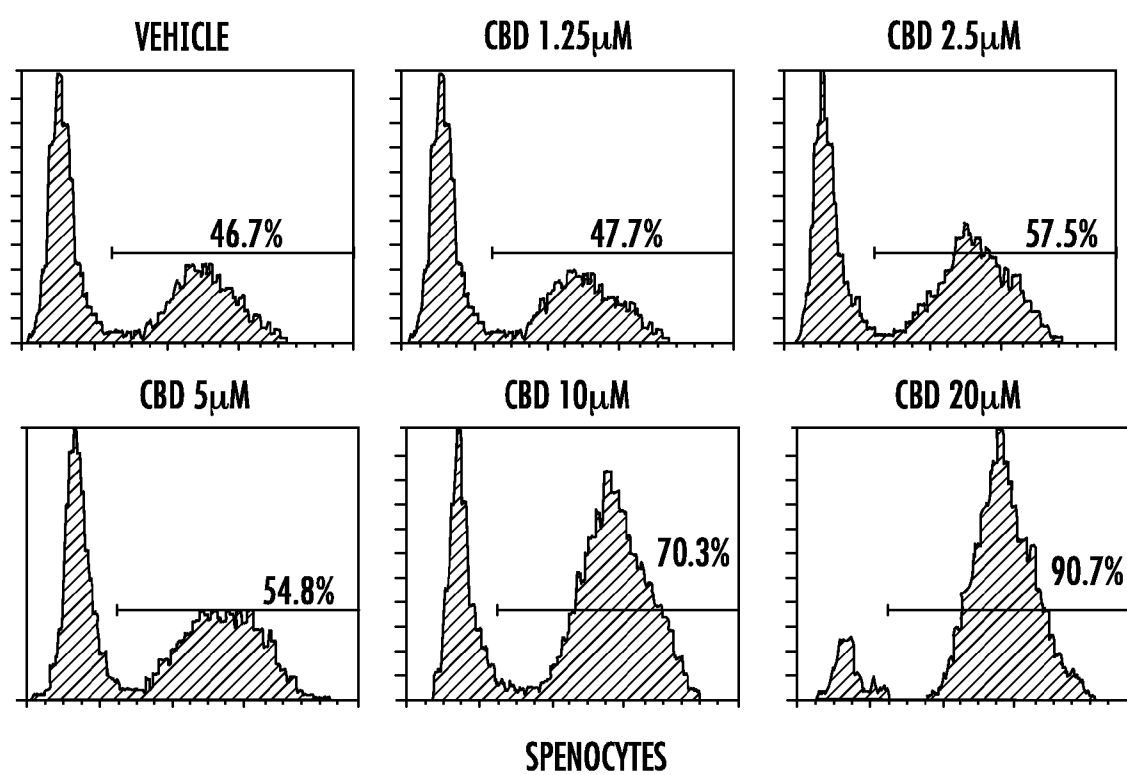 VEHICLE
CBD 1.25μM
CBD 2.5μM
46.7%
47.7%
57.5%
CBD 5μM
CBD 10μM
CBD 20μM
54.8%
70.3%
90.7%
SPENOCYTES